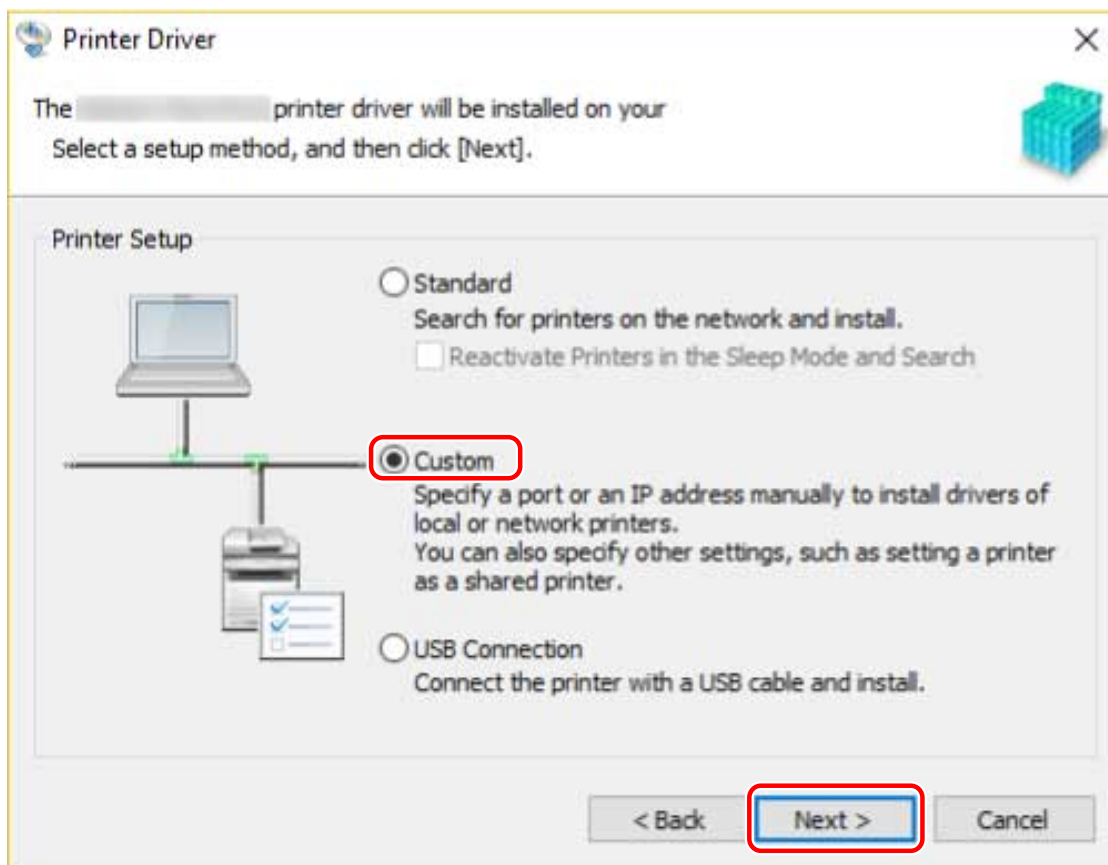 Printer Driver
The printer driver will be installed on your
Select a setup method, and then click [Next].
Printer Setup
Standard
Search for printers on the network and install.
Reactivate Printers in the Sleep Mode and Search
Custom
Specify a port or an IP address manually to install drivers of
local or network printers.
You can also specify other settings, such as setting a printer
as a shared printer.
USB Connection
Connect the printer with a USB cable and install.
< Back
Next >
Cancel